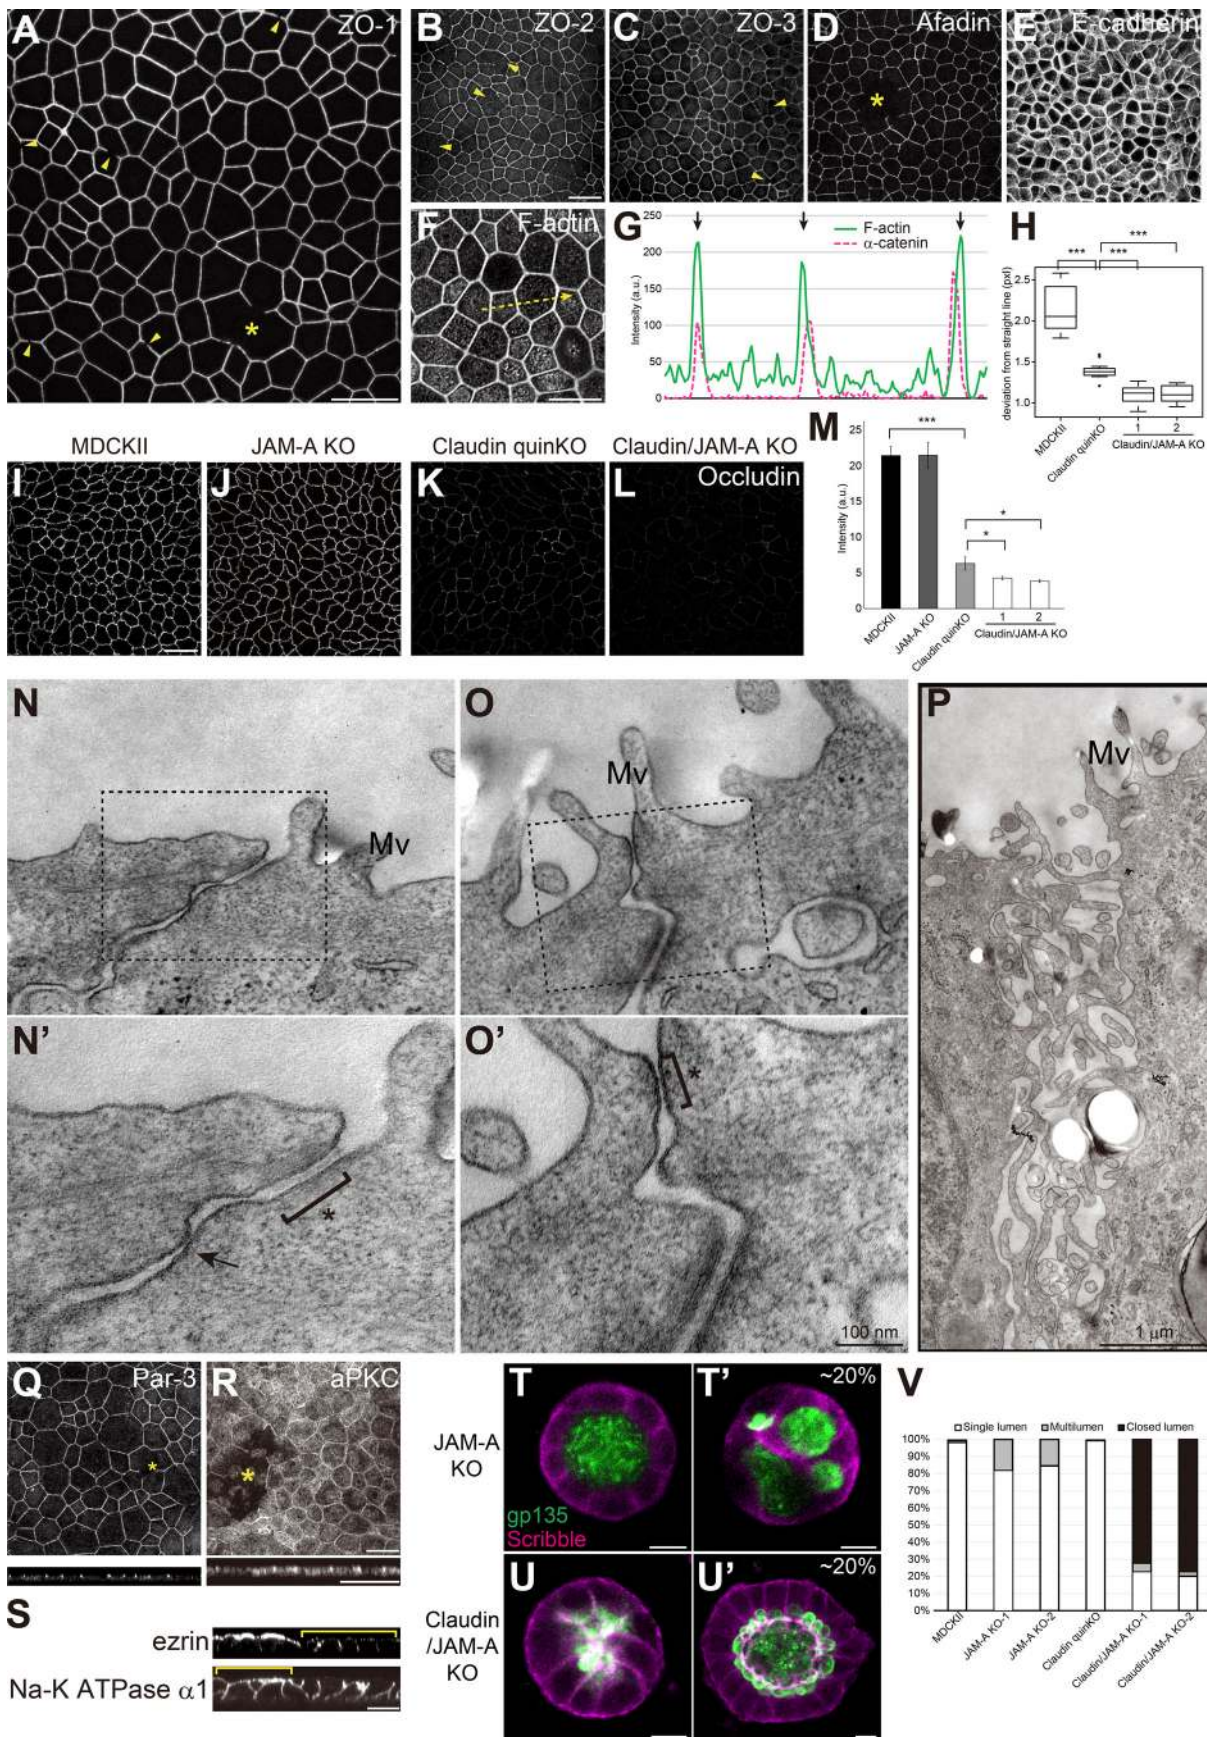 A ZO-1
B ZO-2
C ZO-3
D Afadin
E E-cadherin
F F-actin
G
250
200
150
100
50
0
Intensity (a.u.)
F-actin
α-catenin
H
***
*** ***
2.5
2.0
1.5
1.0
deviation from straight line (pxl)
MDCKII
Claudin quinKO
1 2
Claudin/JAM-A KO
MDCKII JAM-A KO Claudin quinKO Claudin/JAM-A KO
I J K L Occludin
M
***
*
*
25
20
15
10
5
0
Intensity (a.u.)
MDCKII
JAM-A KO
Claudin quinKO
1 2
Claudin/JAM-A KO
N
Mv
O
Mv
P
Mv
1 μm
N'
*
O'
*
100 nm
Q Par-3
*
R aPKC
*
S
ezrin
Na-K ATPase α1
JAM-A
KO
T
gp135
Scribble
T' ~20%
Claudin
/JAM-A
KO
U
U' ~20%
V
Single lumen Multilumen Closed lumen
100%
90%
80%
70%
60%
50%
40%
30%
20%
10%
0%
MDCKII
JAM-A KO-1
JAM-A KO-2
Claudin quinKO
Claudin/JAM-A KO-1
Claudin/JAM-A KO-2